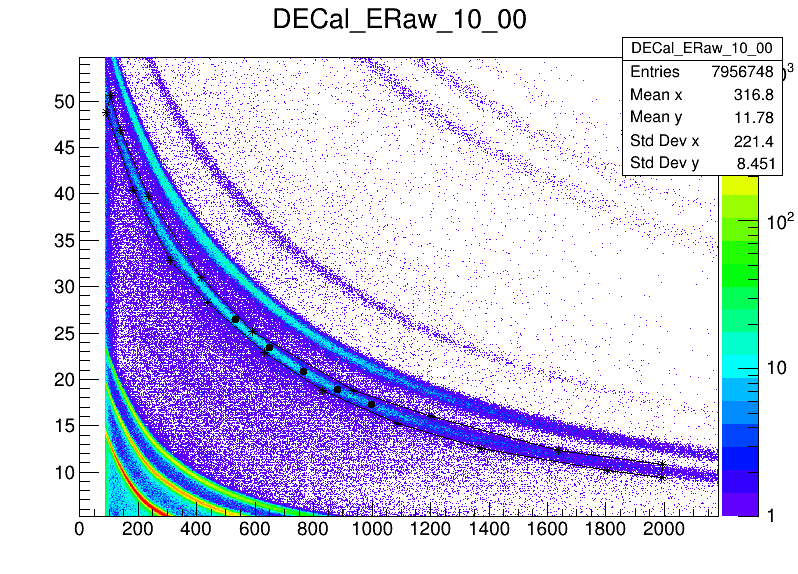 DECal_ERaw_10_00
DECal_ERaw_10_00
Entries 7956748
Mean x 316.8
Mean y 11.78
Std Dev x 221.4
Std Dev y 8.451
50
45
40
35
30
25
20
15
10
0 200 400 600 800 1000 1200 1400 1600 1800 2000
10²
10
1